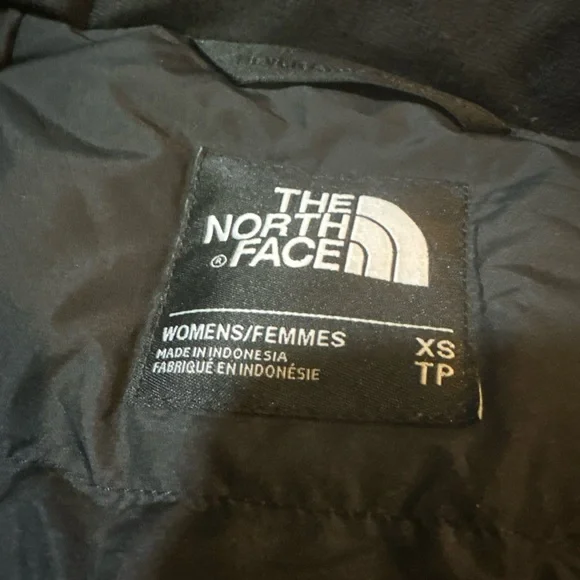 THE
NORTH
® FACE
WOMENS/FEMMES XS
MADE IN INDONESIA TP
FABRIQUÉ EN INDONÉSIE